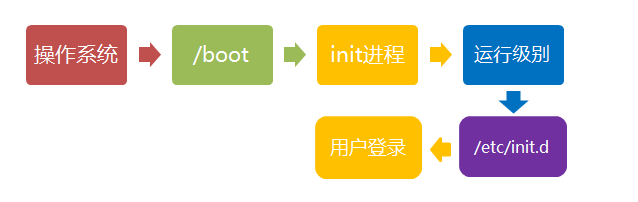 操作系统
/boot
init进程
运行级别
/etc/init.d
用户登录